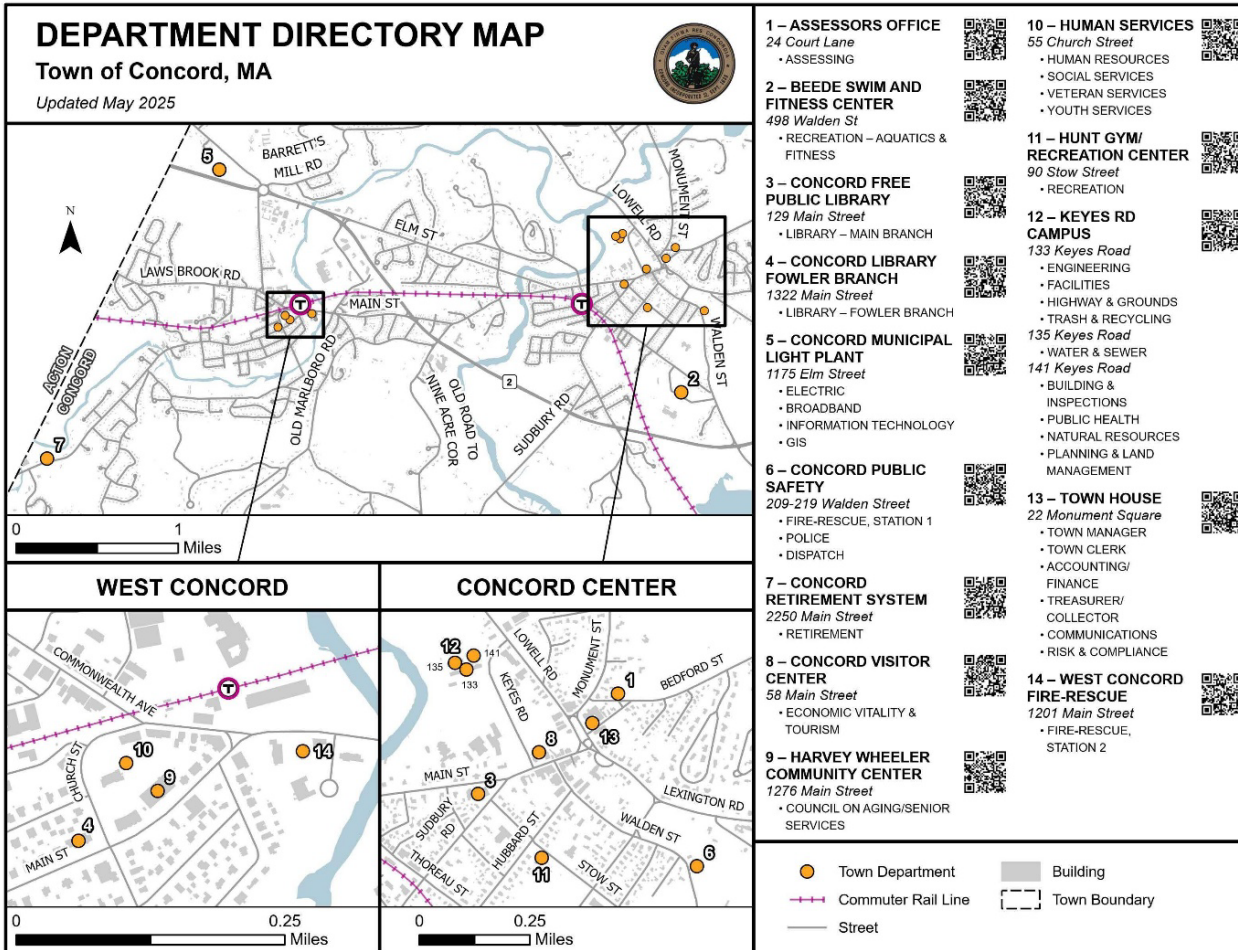 DEPARTMENT DIRECTORY MAP
Town of Concord, MA
Updated May 2025
5
BARRETT'S
MILL RD
MONUMENT ST
LOWELL RD
N
ELM ST
LAWS BROOK RD
T
MAIN ST
T
ACTON
CONCORD
OLD MARLBORO RD
OLD ROAD TO
NINE ACRE COR
2
SUDBURY RD
WALDEN ST
2
7
0 1
Miles
WEST CONCORD
COMMONWEALTH AVE
T
CHURCH ST
10
14
9
4
MAIN ST
0 0.25
Miles
CONCORD CENTER
12
135
141
133
LOWELL RD
MONUMENT ST
KEYES RD
1
BEDFORD ST
13
8
MAIN ST
3
SUDBURY
RD
HUBBARD ST
LEXINGTON RD
WALDEN ST
THOREAU ST
11
STOW ST
6
0 0.25
Miles
1 – ASSESSORS OFFICE
24 Court Lane
• ASSESSING
2 – BEEDE SWIM AND
FITNESS CENTER
498 Walden St
• RECREATION – AQUATICS &
FITNESS
3 – CONCORD FREE
PUBLIC LIBRARY
129 Main Street
• LIBRARY – MAIN BRANCH
4 – CONCORD LIBRARY
FOWLER BRANCH
1322 Main Street
• LIBRARY – FOWLER BRANCH
5 – CONCORD MUNICIPAL
LIGHT PLANT
1175 Elm Street
• ELECTRIC
• BROADBAND
• INFORMATION TECHNOLOGY
• GIS
6 – CONCORD PUBLIC
SAFETY
209-219 Walden Street
• FIRE-RESCUE, STATION 1
• POLICE
• DISPATCH
7 – CONCORD
RETIREMENT SYSTEM
2250 Main Street
• RETIREMENT
8 – CONCORD VISITOR
CENTER
58 Main Street
• ECONOMIC VITALITY &
TOURISM
9 – HARVEY WHEELER
COMMUNITY CENTER
1276 Main Street
• COUNCIL ON AGING/SENIOR
SERVICES
10 – HUMAN SERVICES
55 Church Street
• HUMAN RESOURCES
• SOCIAL SERVICES
• VETERAN SERVICES
• YOUTH SERVICES
11 – HUNT GYM/
RECREATION CENTER
90 Stow Street
• RECREATION
12 – KEYES RD
CAMPUS
133 Keyes Road
• ENGINEERING
• FACILITIES
• HIGHWAY & GROUNDS
• TRASH & RECYCLING
135 Keyes Road
• WATER & SEWER
141 Keyes Road
• BUILDING &
INSPECTIONS
• PUBLIC HEALTH
• NATURAL RESOURCES
• PLANNING & LAND
MANAGEMENT
13 – TOWN HOUSE
22 Monument Square
• TOWN MANAGER
• TOWN CLERK
• ACCOUNTING/
FINANCE
• TREASURER/
COLLECTOR
• COMMUNICATIONS
• RISK & COMPLIANCE
14 – WEST CONCORD
FIRE-RESCUE
1201 Main Street
• FIRE-RESCUE,
STATION 2
Town Department
Commuter Rail Line
Street
Building
Town Boundary